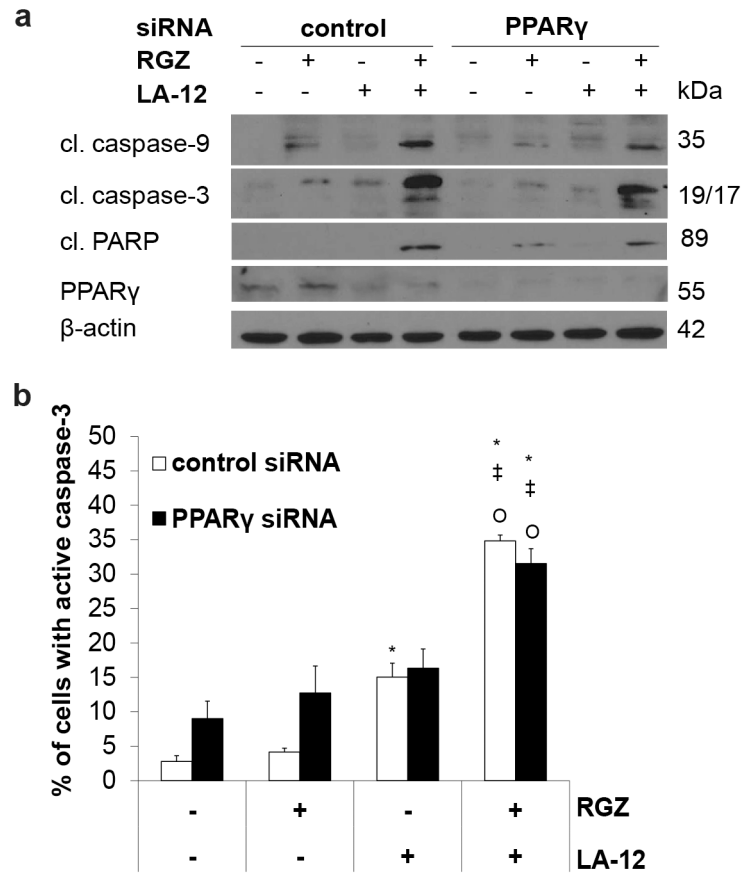 a
siRNA control PPARγ
RGZ - + - + - + - +
LA-12 - - + + - - + + kDa
cl. caspase-9 35
cl. caspase-3 19/17
cl. PARP 89
PPARγ 55
β-actin 42
b
% of cells with active caspase-3
50
45
40
35
30
25
20
15
10
5
0
control siRNA
PPARγ siRNA
* *
‡ ‡
O O
*
- + - + RGZ
- - + + LA-12